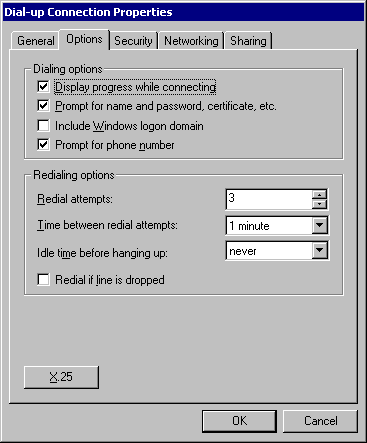 Dial-up Connection Properties
General Options Security Networking Sharing
Dialing options
Display progress while connecting
Prompt for name and password, certificate, etc.
Include Windows logon domain
Prompt for phone number
Redialing options
Redial attempts: 3
Time between redial attempts: 1 minute
Idle time before hanging up: never
Redial if line is dropped
X.25
OK Cancel